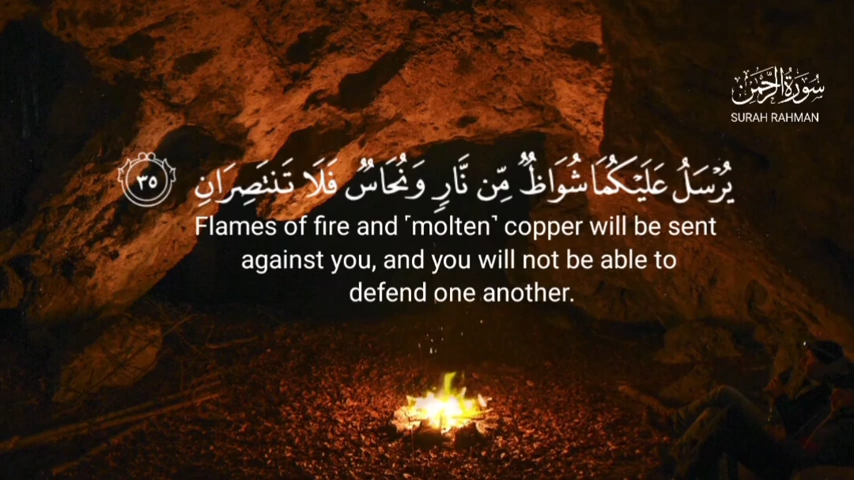 سُورَةُ الرَّحْمَٰن
SURAH RAHMAN
يُرْسَلُ عَلَيْكُمَا شُوَاظٌ مِّن نَّارٍ وَنُحَاسٌ فَلَا تَنتَصِرَانِ ٣٥
Flames of fire and ˹molten˺ copper will be sent
against you, and you will not be able to
defend one another.